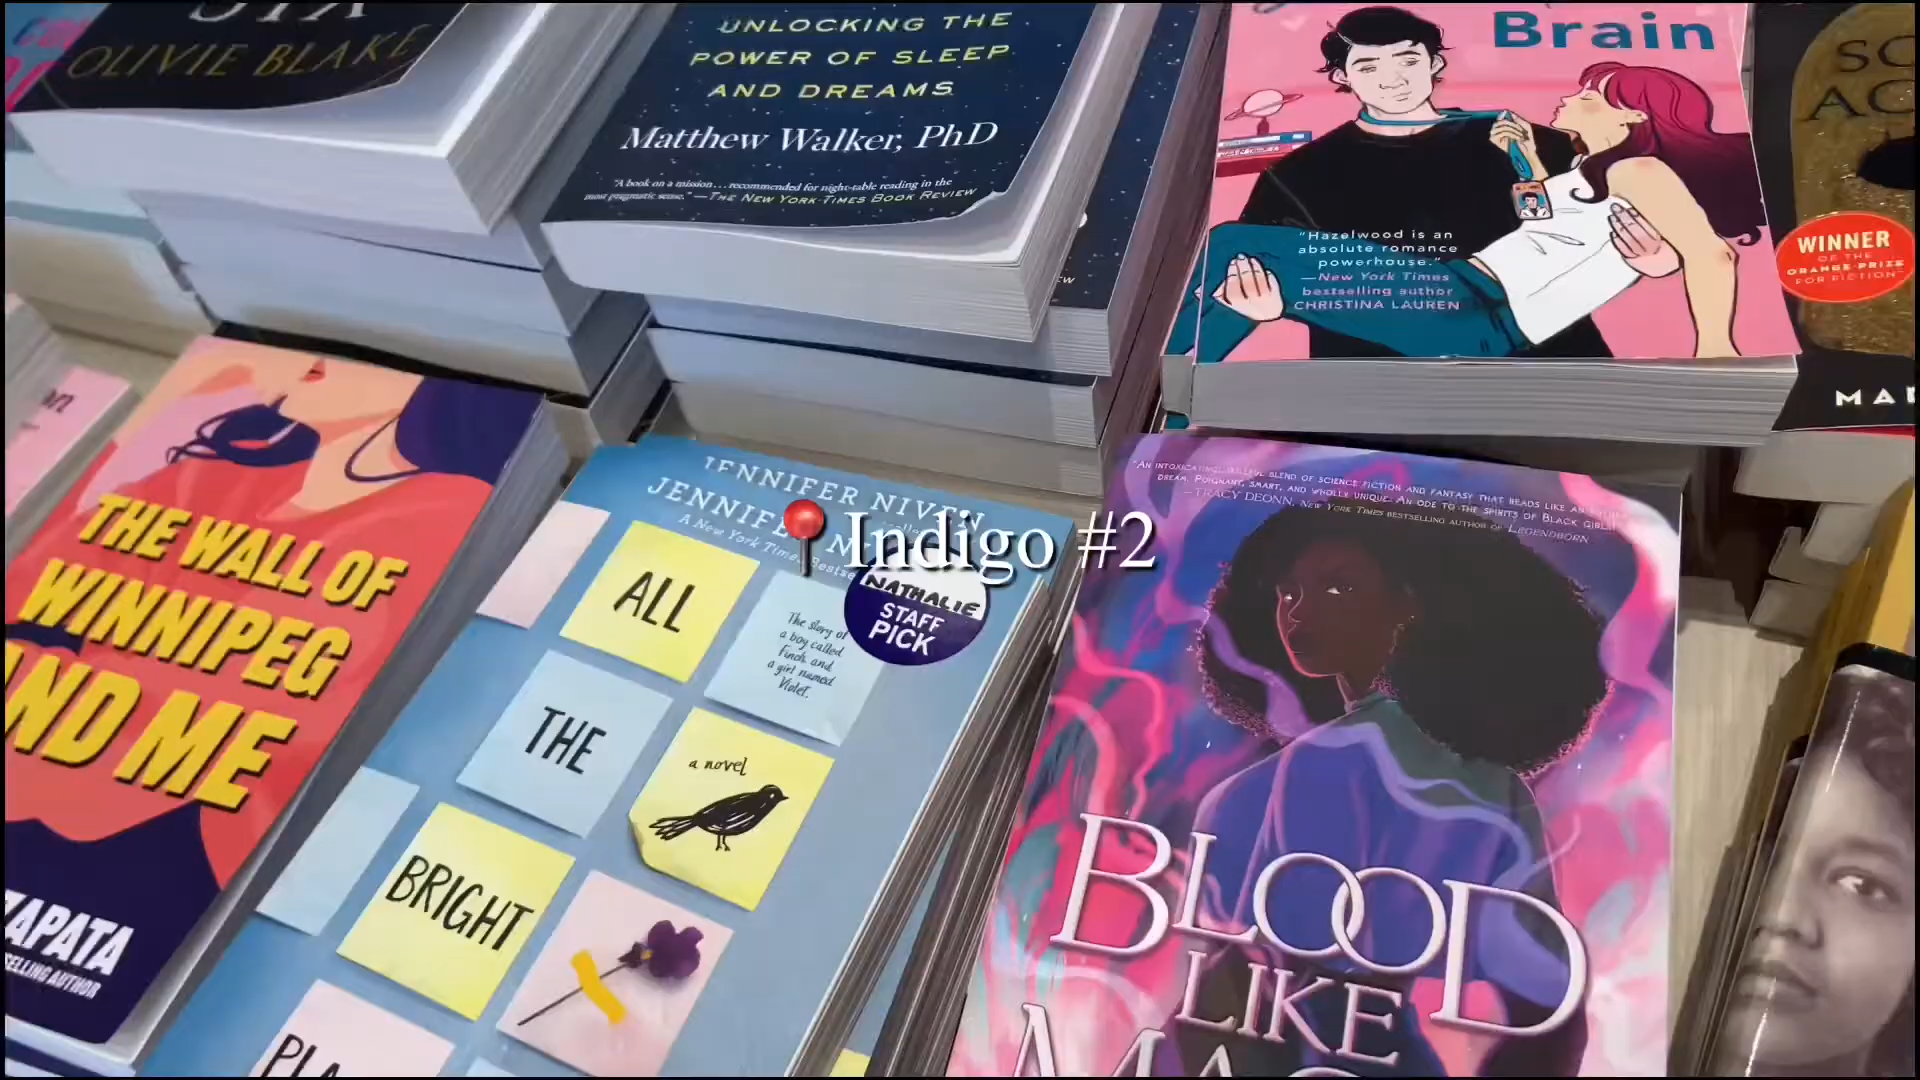 OLIVIE BLAKE
UNLOCKING THE
POWER OF SLEEP
AND DREAMS
Matthew Walker, PhD
"A book on a mission... recommended for night-table reading in the
most pragmatic sense." —THE NEW YORK TIMES BOOK REVIEW
Brain
"Hazelwood is an
absolute romance
powerhouse."
—New York Times
bestselling author
CHRISTINA LAUREN
WINNER
OF THE
ORANGE PRIZE
FOR FICTION
THE WALL OF
WINNIPEG
AND ME
ZAPATA
SELLING AUTHOR
JENNIFER NIVEN
A New York Times
📍 Indigo #2
NATHALIE
STAFF
PICK
ALL
The story of
a boy called
Finch and
a girl named
Violet.
THE
a novel
BRIGHT
PLA
"AN INTOXICATING, SKILLFUL BLEND OF SCIENCE FICTION AND FANTASY THAT READS LIKE AN
DREAM. POIGNANT, SMART, AND WHOLLY UNIQUE. AN ODE TO THE SPIRITS OF BLACK GIRLS
—TRACY DEONN, NEW YORK TIMES BESTSELLING AUTHOR OF LEGENDBORN
BLOOD
LIKE